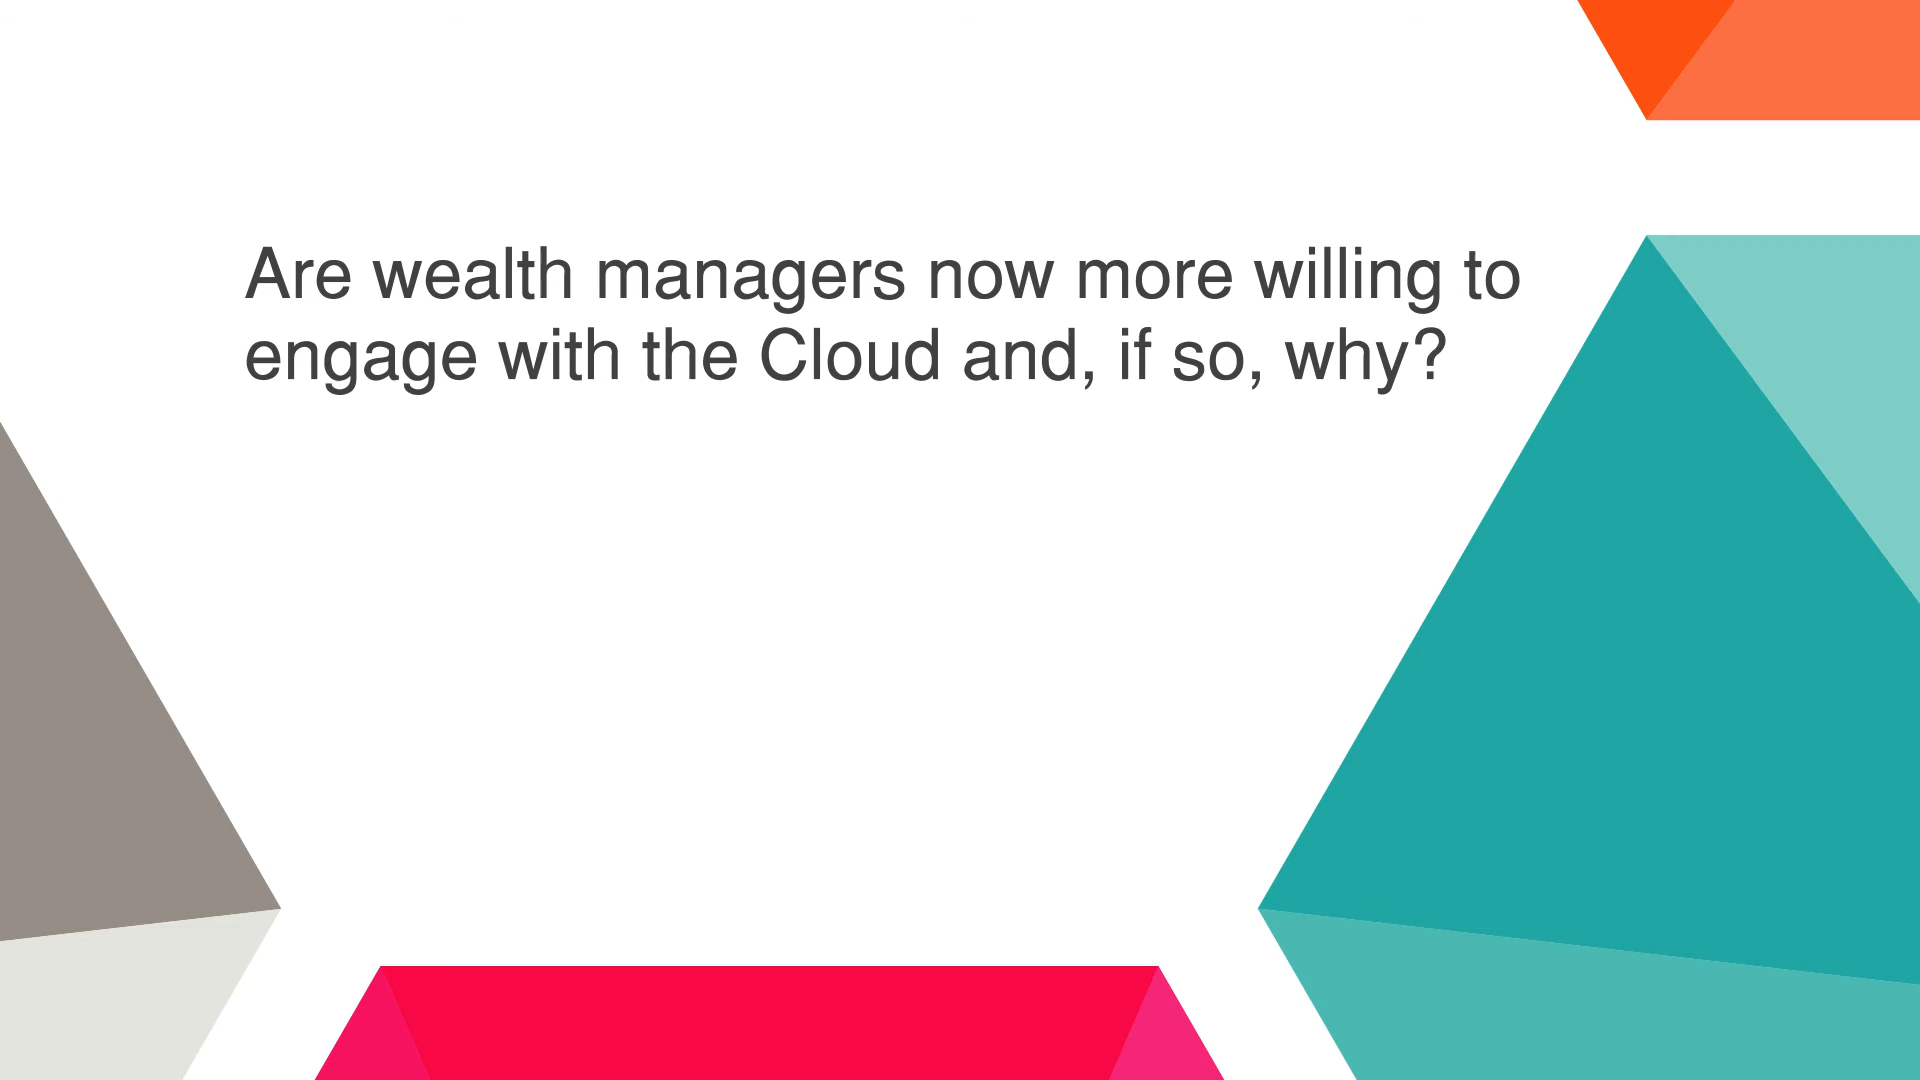 Are wealth managers now more willing to
engage with the Cloud and, if so, why?